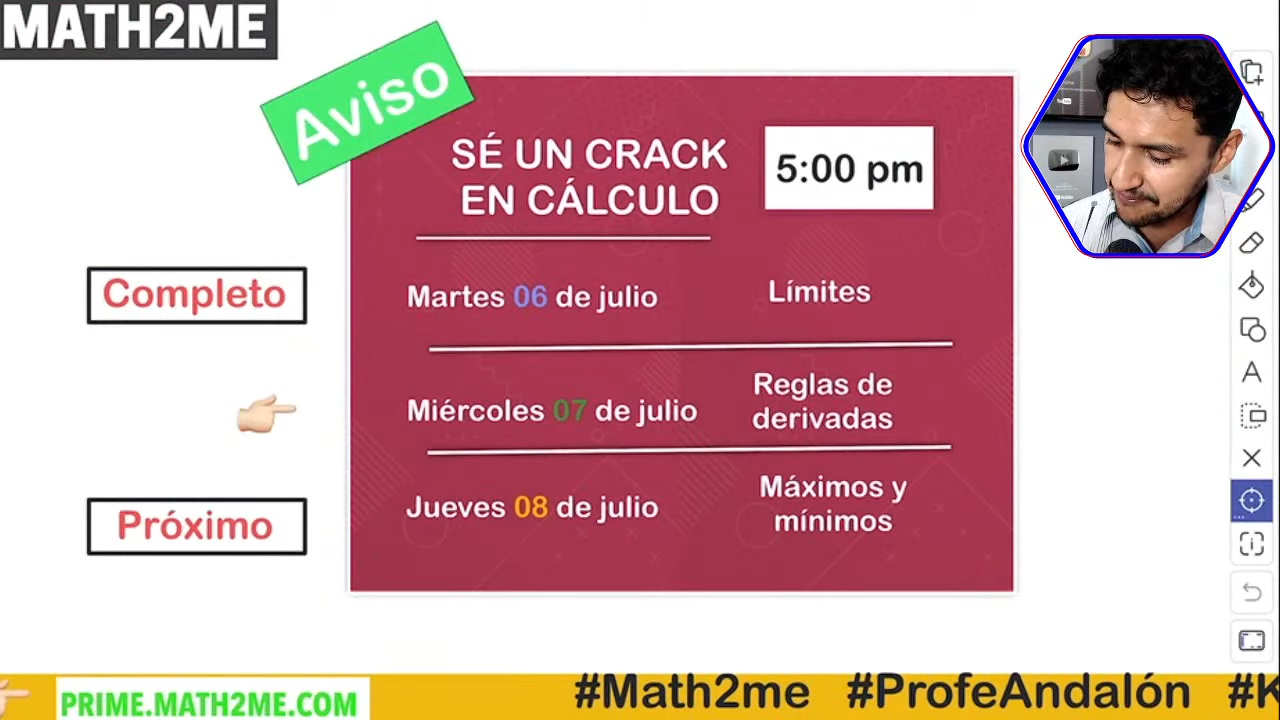 MATH2ME
Aviso
SÉ UN CRACK
EN CÁLCULO
5:00 pm
Completo
Martes 06 de julio
Límites
Miércoles 07 de julio
Reglas de
derivadas
Próximo
Jueves 08 de julio
Máximos y
mínimos
PRIME.MATH2ME.COM
#Math2me #ProfeAndalón